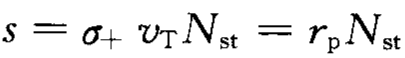 s = σ₊ v_T N_st = r_p N_st